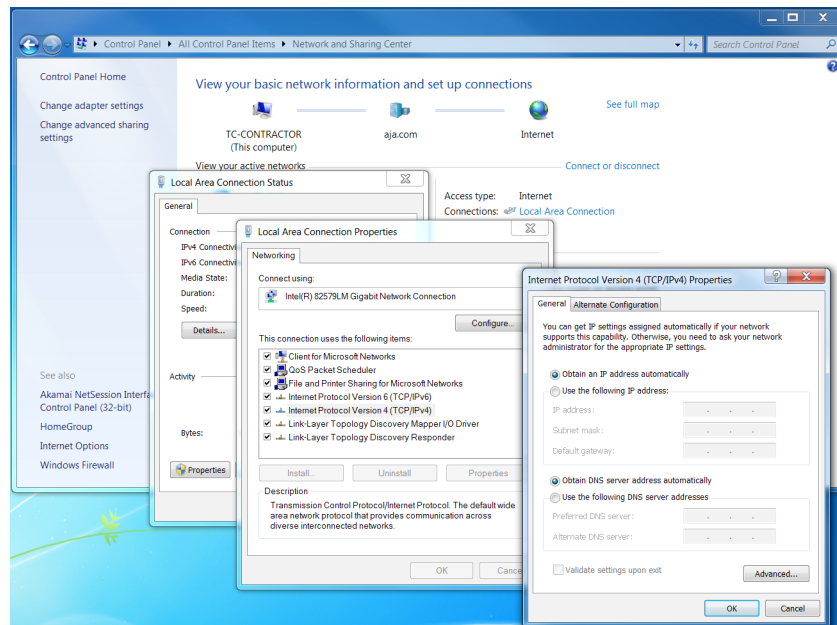 Control Panel ▸ All Control Panel Items ▸ Network and Sharing Center
Search Control Panel
Control Panel Home
Change adapter settings
Change advanced sharing
settings
See also
Akamai NetSession Interfa
Control Panel (32-bit)
HomeGroup
Internet Options
Windows Firewall
View your basic network information and set up connections
TC-CONTRACTOR
(This computer)
aja.com
Internet
See full map
View your active networks
Connect or disconnect
Access type: Internet
Connections: Local Area Connection
Local Area Connection Status
General
Connection
IPv4 Connectivi
IPv6 Connectivi
Media State:
Duration:
Speed:
Details...
Activity
Bytes:
Properties
Local Area Connection Properties
Networking
Connect using:
Intel(R) 82579LM Gigabit Network Connection
Configure...
This connection uses the following items:
Client for Microsoft Networks
QoS Packet Scheduler
File and Printer Sharing for Microsoft Networks
Internet Protocol Version 6 (TCP/IPv6)
Internet Protocol Version 4 (TCP/IPv4)
Link-Layer Topology Discovery Mapper I/O Driver
Link-Layer Topology Discovery Responder
Install...
Uninstall
Properties
Description
Transmission Control Protocol/Internet Protocol. The default wide
area network protocol that provides communication across
diverse interconnected networks.
OK
Cance
Internet Protocol Version 4 (TCP/IPv4) Properties
General
Alternate Configuration
You can get IP settings assigned automatically if your network
supports this capability. Otherwise, you need to ask your network
administrator for the appropriate IP settings.
Obtain an IP address automatically
Use the following IP address:
IP address:
Subnet mask:
Default gateway:
Obtain DNS server address automatically
Use the following DNS server addresses
Preferred DNS server:
Alternate DNS server:
Validate settings upon exit
Advanced...
OK
Cancel